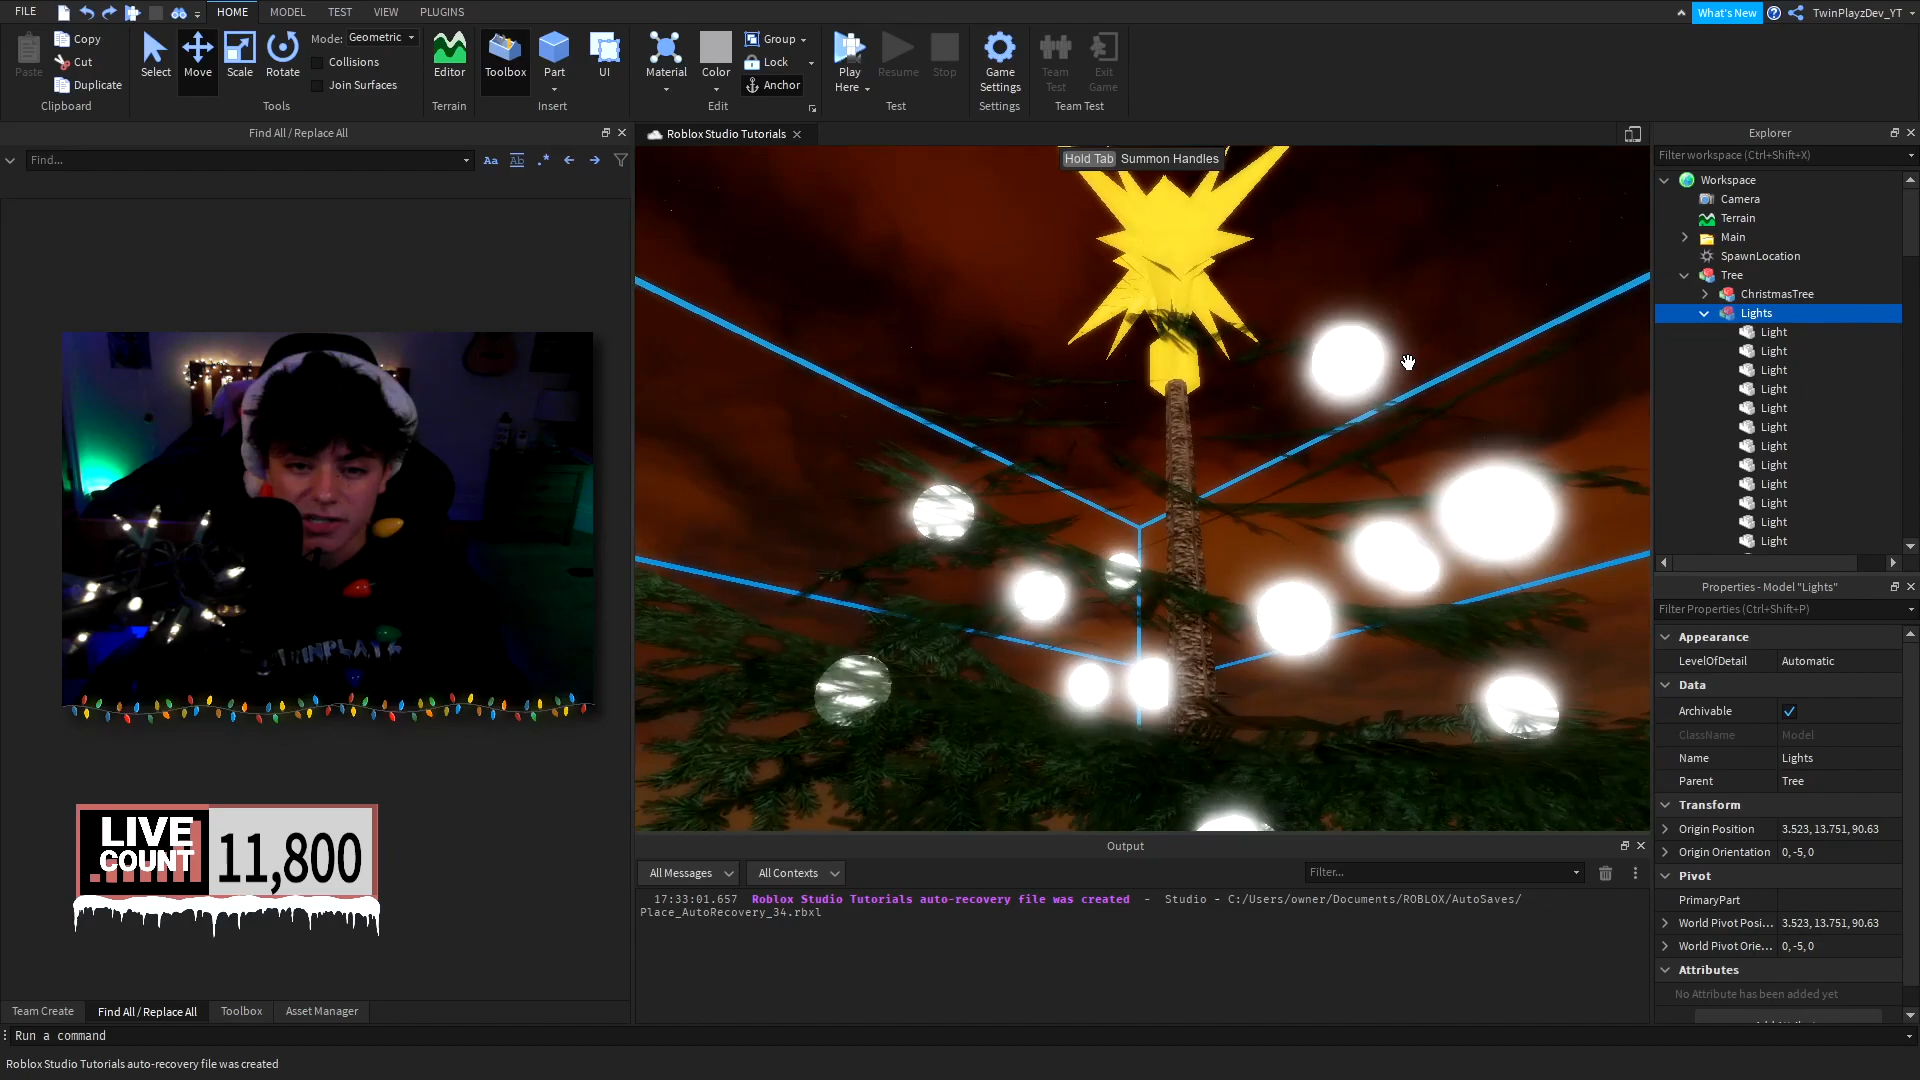 FILE
HOME
MODEL
TEST
VIEW
PLUGINS
What's New
TwinPlayzDev_YT
Paste
Copy
Cut
Duplicate
Clipboard
Select
Move
Scale
Rotate
Mode: Geometric
Collisions
Join Surfaces
Tools
Editor
Terrain
Toolbox
Part
UI
Insert
Material
Color
Group
Lock
Anchor
Edit
Play
Here
Resume
Stop
Test
Game
Settings
Settings
Team
Test
Exit
Game
Team Test
Find All / Replace All
Find...
Aa
Ab
.*
Roblox Studio Tutorials
Hold Tab Summon Handles
Explorer
Filter workspace (Ctrl+Shift+X)
Workspace
Camera
Terrain
Main
SpawnLocation
Tree
ChristmasTree
Lights
Light
Light
Light
Light
Light
Light
Light
Light
Light
Light
Light
Light
Properties - Model "Lights"
Filter Properties (Ctrl+Shift+P)
Appearance
LevelOfDetail Automatic
Data
Archivable
ClassName Model
Name Lights
Parent Tree
Transform
Origin Position 3.523, 13.751, 90.63
Origin Orientation 0, -5, 0
Pivot
PrimaryPart
World Pivot Posi... 3.523, 13.751, 90.63
World Pivot Orie... 0, -5, 0
Attributes
No Attribute has been added yet
LIVE
COUNT
11,800
Output
All Messages
All Contexts
Filter...
17:33:01.657 Roblox Studio Tutorials auto-recovery file was created - Studio - C:/Users/owner/Documents/ROBLOX/AutoSaves/
Place_AutoRecovery_34.rbxl
Team Create
Find All / Replace All
Toolbox
Asset Manager
Run a command
Roblox Studio Tutorials auto-recovery file was created